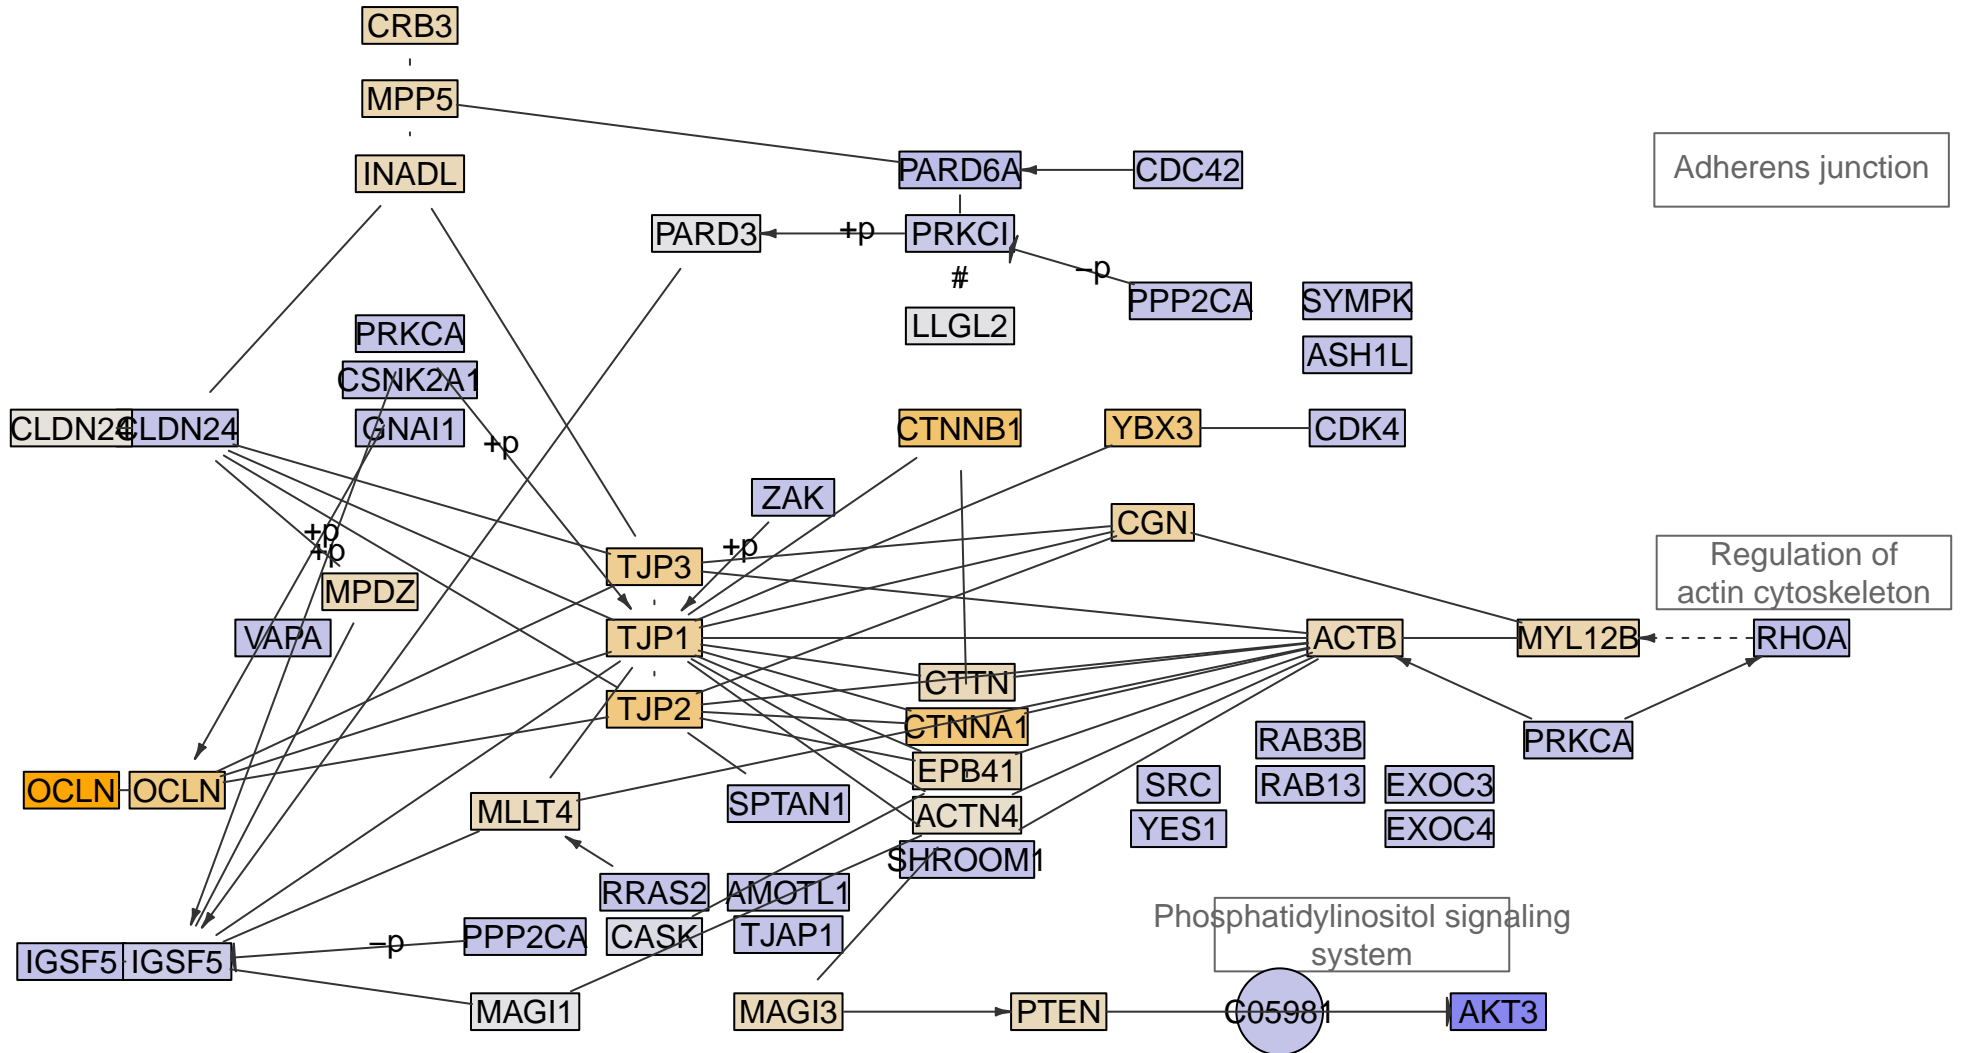 CRB3
MPP5
INADL
PARD6A
CDC42
Adherens junction
PARD3
+p
PRKCI
–p
#
PPP2CA
SYMPK
LLGL2
PRKCA
ASH1L
CSNK2A1
CLDN24
CLDN24
GNAI1
+p
CTNNB1
YBX3
CDK4
ZAK
CGN
+p
+p
+p
TJP3
Regulation of
actin cytoskeleton
MPDZ
VAPA
TJP1
ACTB
MYL12B
RHOA
CTTN
TJP2
CTNNA1
RAB3B
PRKCA
EPB41
OCLN
OCLN
SRC
RAB13
EXOC3
MLLT4
SPTAN1
ACTN4
YES1
EXOC4
SHROOM1
RRAS2
AMOTL1
Phosphatidylinositol signaling
system
–p
PPP2CA
CASK
TJAP1
IGSF5
IGSF5
MAGI1
MAGI3
PTEN
C05981
AKT3